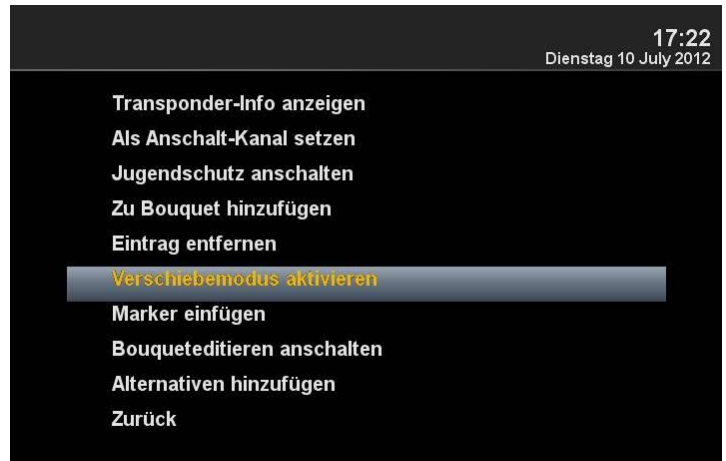 17:22
Dienstag 10 July 2012
Transponder-Info anzeigen
Als Anschalt-Kanal setzen
Jugendschutz anschalten
Zu Bouquet hinzufügen
Eintrag entfernen
Verschiebemodus aktivieren
Marker einfügen
Bouqueteditieren anschalten
Alternativen hinzufügen
Zurück